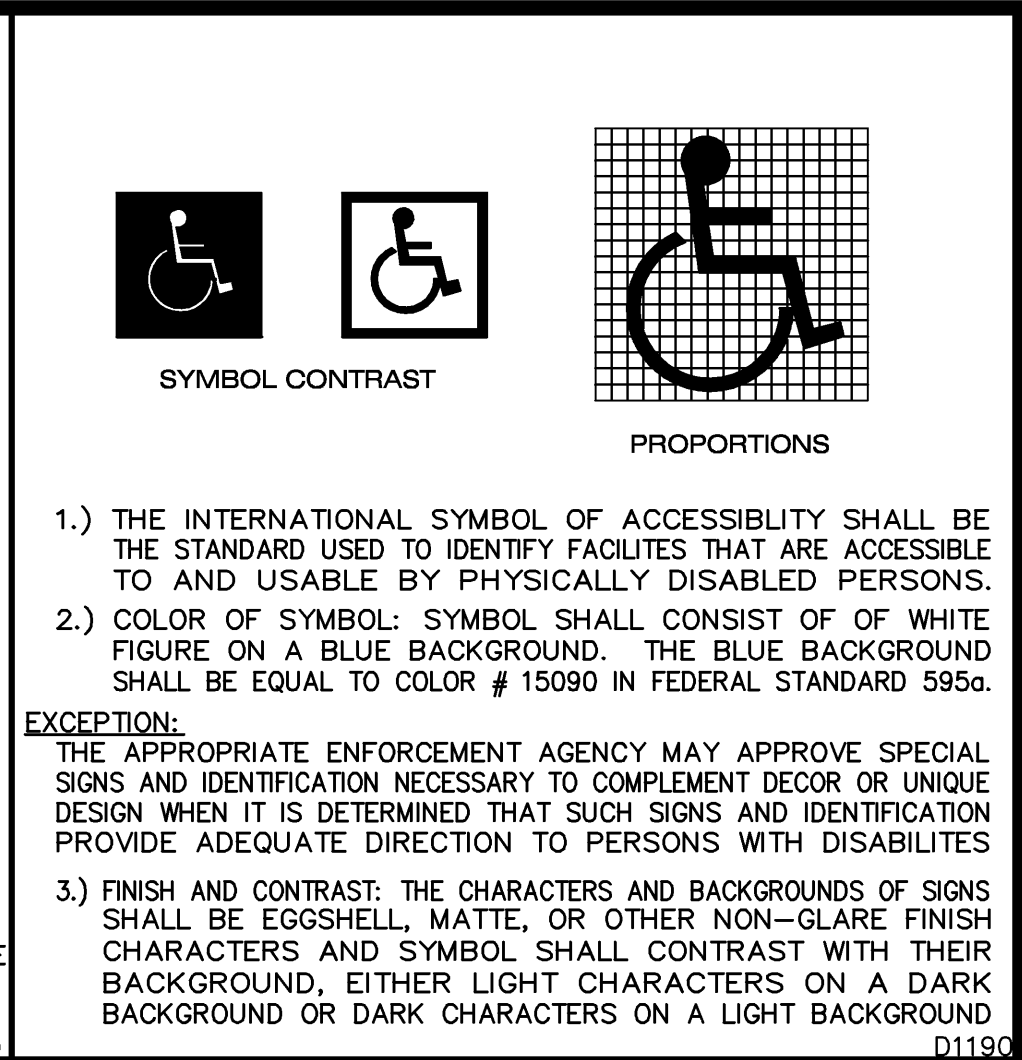 SYMBOL CONTRAST
PROPORTIONS
1.) THE INTERNATIONAL SYMBOL OF ACCESSIBLITY SHALL BE
THE STANDARD USED TO IDENTIFY FACILITES THAT ARE ACCESSIBLE
TO AND USABLE BY PHYSICALLY DISABLED PERSONS.
2.) COLOR OF SYMBOL: SYMBOL SHALL CONSIST OF OF WHITE
FIGURE ON A BLUE BACKGROUND. THE BLUE BACKGROUND
SHALL BE EQUAL TO COLOR # 15090 IN FEDERAL STANDARD 595a.
EXCEPTION:
THE APPROPRIATE ENFORCEMENT AGENCY MAY APPROVE SPECIAL
SIGNS AND IDENTIFICATION NECESSARY TO COMPLEMENT DECOR OR UNIQUE
DESIGN WHEN IT IS DETERMINED THAT SUCH SIGNS AND IDENTIFICATION
PROVIDE ADEQUATE DIRECTION TO PERSONS WITH DISABILITES
3.) FINISH AND CONTRAST: THE CHARACTERS AND BACKGROUNDS OF SIGNS
SHALL BE EGGSHELL, MATTE, OR OTHER NON-GLARE FINISH
CHARACTERS AND SYMBOL SHALL CONTRAST WITH THEIR
BACKGROUND, EITHER LIGHT CHARACTERS ON A DARK
BACKGROUND OR DARK CHARACTERS ON A LIGHT BACKGROUND
D1190